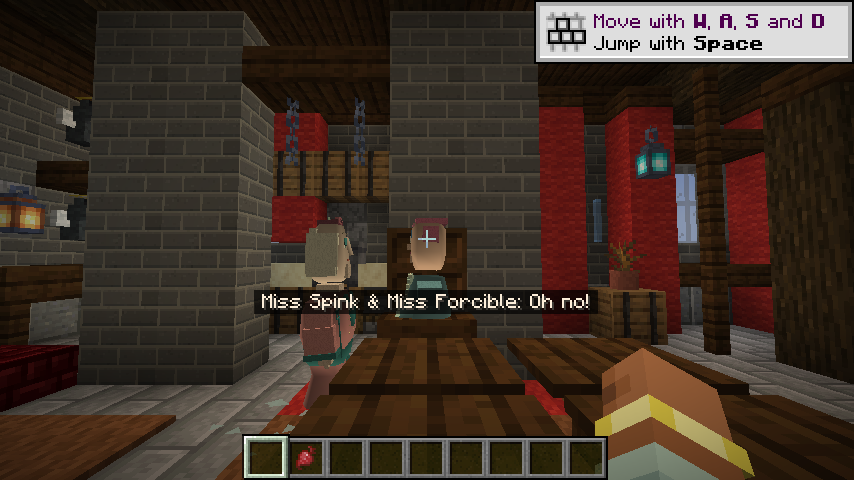 Move with W, A, S and D
Jump with Space
Miss Spink & Miss Forcible: Oh no!